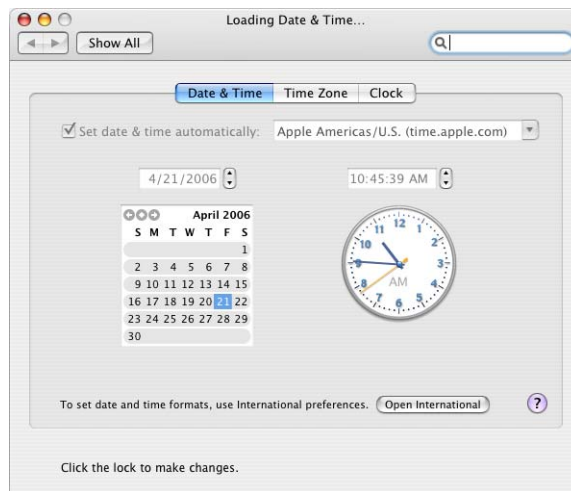 Loading Date & Time...
Show All
Date & Time Time Zone Clock
Set date & time automatically: Apple Americas/U.S. (time.apple.com)
4/21/2006 10:45:39 AM
April 2006
S M T W T F S
1
2 3 4 5 6 7 8
9 10 11 12 13 14 15
16 17 18 19 20 21 22
23 24 25 26 27 28 29
30
12
1
2
3
4
5
6
7
8
9
10
11
AM
To set date and time formats, use International preferences. Open International ?
Click the lock to make changes.